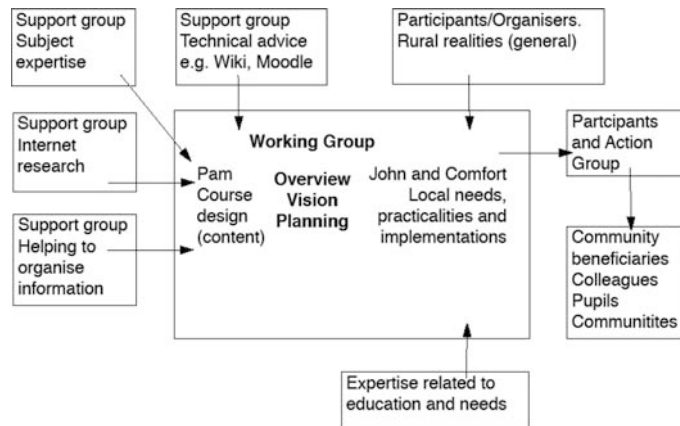 Support group
Subject
expertise
Support group
Technical advice
e.g. Wiki, Moodle
Participants/Organisers.
Rural realities (general)
Support group
Internet
research
Support group
Helping to
organise
information
Working Group
Overview
Vision
Planning
Pam
Course
design
(content)
John and Comfort
Local needs,
practicalities and
implementations
Partcipants
and Action
Group
Community
beneficiaries
Colleagues
Pupils
Communitites
Expertise related to
education and needs